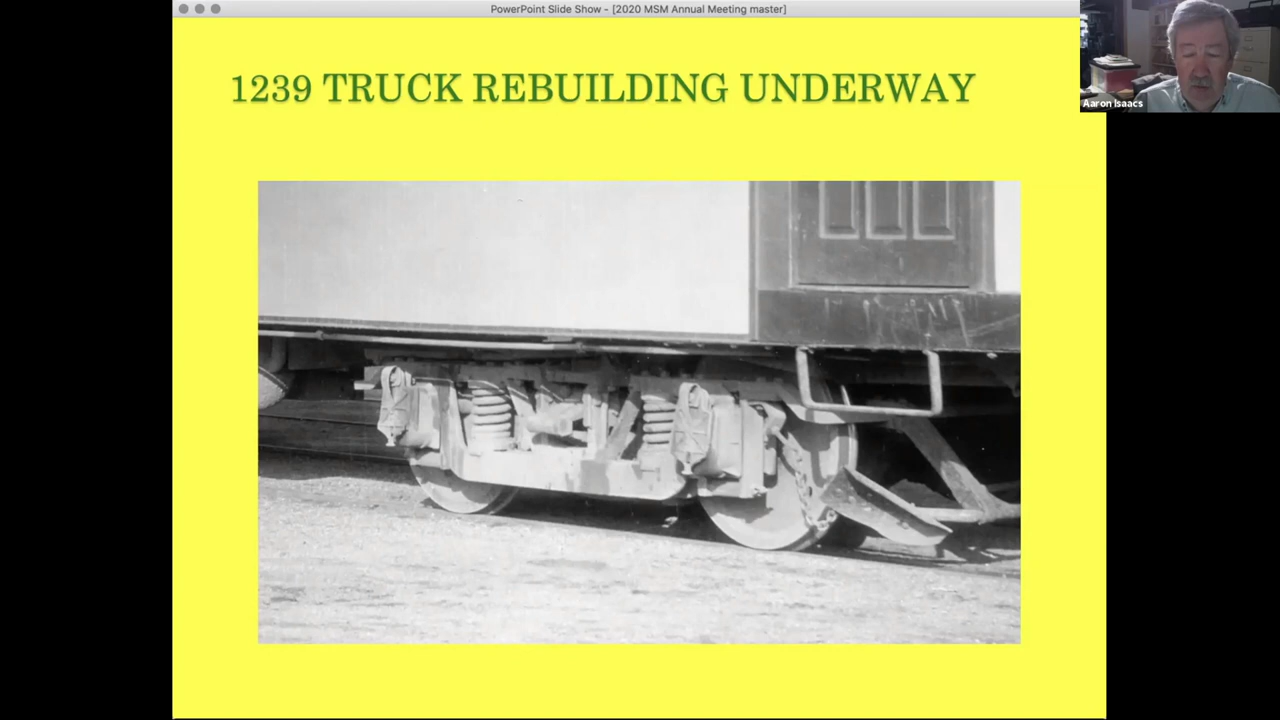 PowerPoint Slide Show - [2020 MSM Annual Meeting master]
1239 TRUCK REBUILDING UNDERWAY
Aaron Isaacs